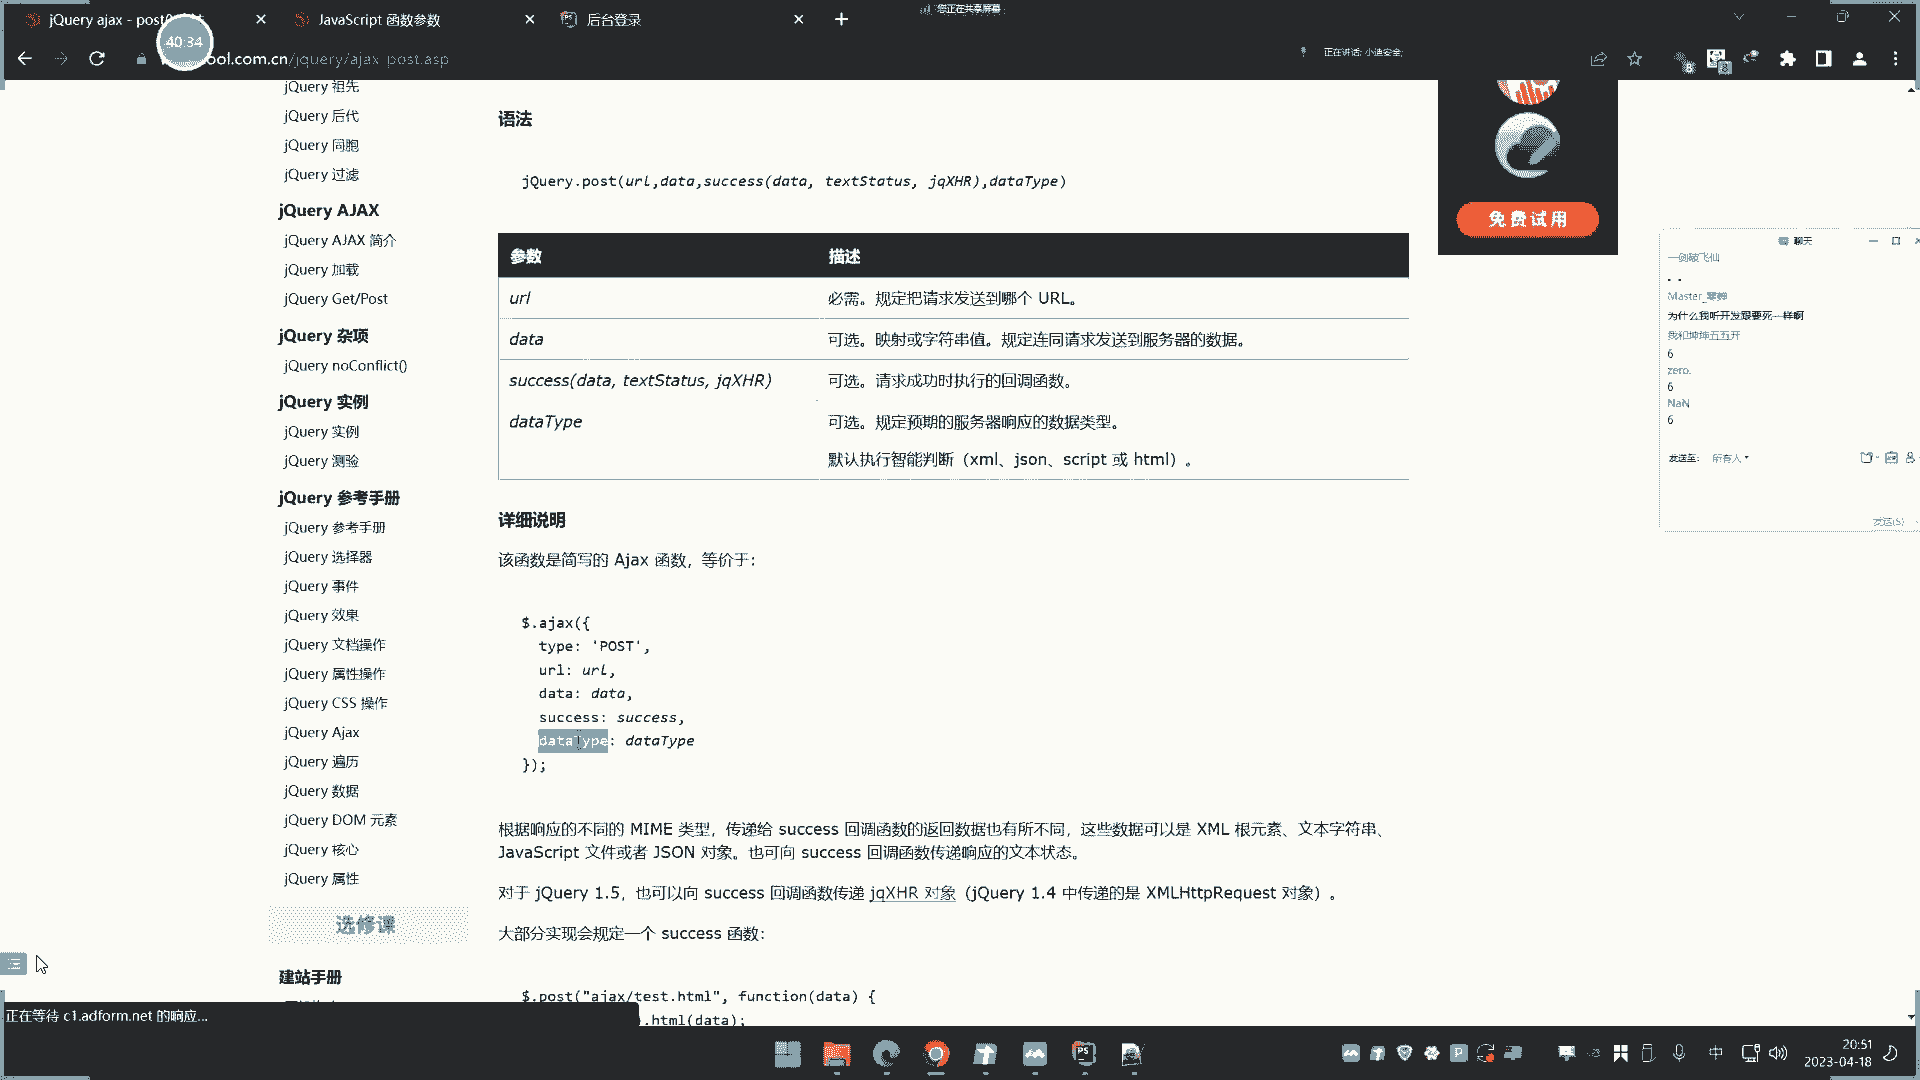 jQuery ajax - post
JavaScript 函数参数
后台登录
您正在共享屏幕
40:34
ool.com.cn/jquery/ajax_post.asp
正在讲话: 小迪安全;
jQuery 祖先
jQuery 后代
jQuery 同胞
jQuery 过滤
jQuery AJAX
jQuery AJAX 简介
jQuery 加载
jQuery Get/Post
jQuery 杂项
jQuery noConflict()
jQuery 实例
jQuery 实例
jQuery 测验
jQuery 参考手册
jQuery 参考手册
jQuery 选择器
jQuery 事件
jQuery 效果
jQuery 文档操作
jQuery 属性操作
jQuery CSS 操作
jQuery Ajax
jQuery 遍历
jQuery 数据
jQuery DOM 元素
jQuery 核心
jQuery 属性
选修课
建站手册
语法
jQuery.post(url,data,success(data, textStatus, jqXHR),dataType)
参数 描述
url 必需。规定把请求发送到哪个 URL。
data 可选。映射或字符串值。规定连同请求发送到服务器的数据。
success(data, textStatus, jqXHR) 可选。请求成功时执行的回调函数。
dataType 可选。规定预期的服务器响应的数据类型。
默认执行智能判断（xml、json、script 或 html）。
详细说明
该函数是简写的 Ajax 函数，等价于：
$.ajax({
type: 'POST',
url: url,
data: data,
success: success,
dataType: dataType
});
根据响应的不同的 MIME 类型，传递给 success 回调函数的返回数据也有所不同，这些数据可以是 XML 根元素、文本字符串、
JavaScript 文件或者 JSON 对象。也可向 success 回调函数传递响应的文本状态。
对于 jQuery 1.5，也可以向 success 回调函数传递 jqXHR 对象（jQuery 1.4 中传递的是 XMLHttpRequest 对象）。
大部分实现会规定一个 success 函数：
$.post("ajax/test.html", function(data) {
).html(data);
免费试用
聊天
一剑破飞仙
. .
为什么我听开发跟要死一样啊
6
zero.
6
NaN
6
发送至: 所有人
发送(S)
正在等待 c1.adform.net 的响应...
中
20:51
2023-04-18